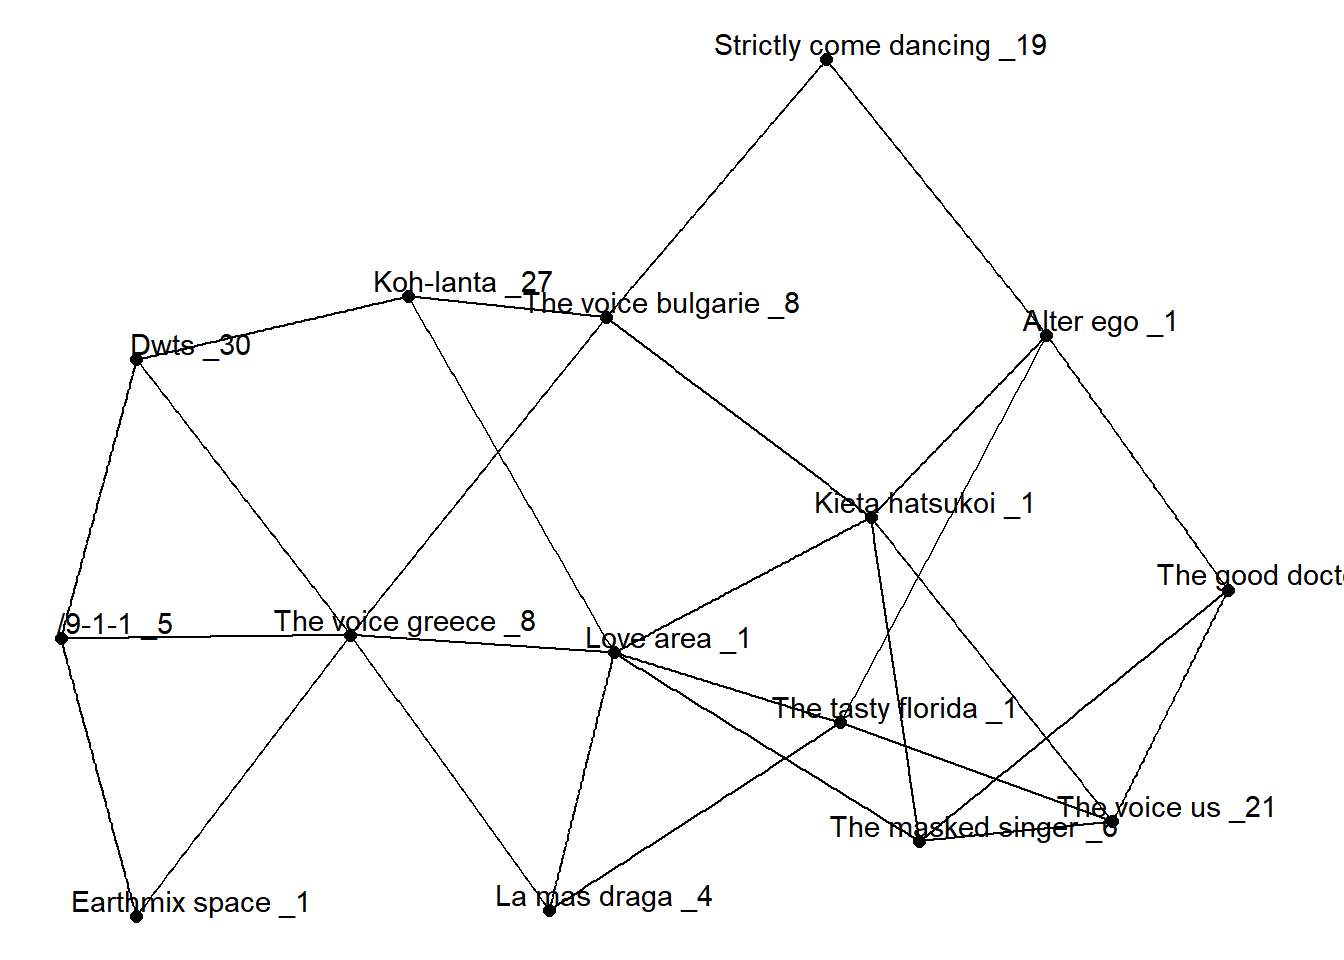 Strictly come dancing _19
Koh-lanta _27
The voice bulgarie _8
Alter ego _1
Dwts _30
Kieta hatsukoi _1
The good docto
/9-1-1 _5
The voice greece _8
Love area _1
The tasty florida _1
The voice us _21
The masked singer _6
Earthmix space _1
La mas draga _4